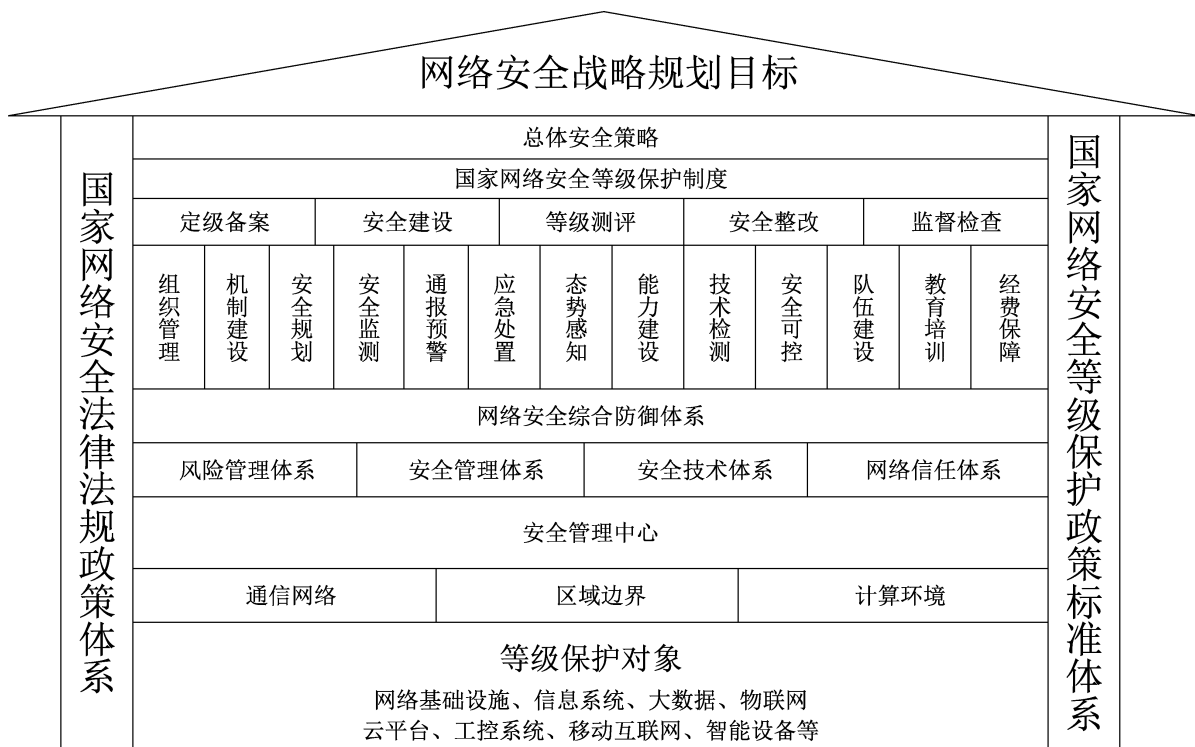 网络安全战略规划目标
国家网络安全法律法规政策体系
总体安全策略
国家网络安全等级保护制度
定级备案
安全建设
等级测评
安全整改
监督检查
组织管理
机制建设
安全规划
安全监测
通报预警
应急处置
态势感知
能力建设
技术检测
安全可控
队伍建设
教育培训
经费保障
网络安全综合防御体系
风险管理体系
安全管理体系
安全技术体系
网络信任体系
安全管理中心
通信网络
区域边界
计算环境
等级保护对象
网络基础设施、信息系统、大数据、物联网
云平台、工控系统、移动互联网、智能设备等
国家网络安全等级保护政策标准体系